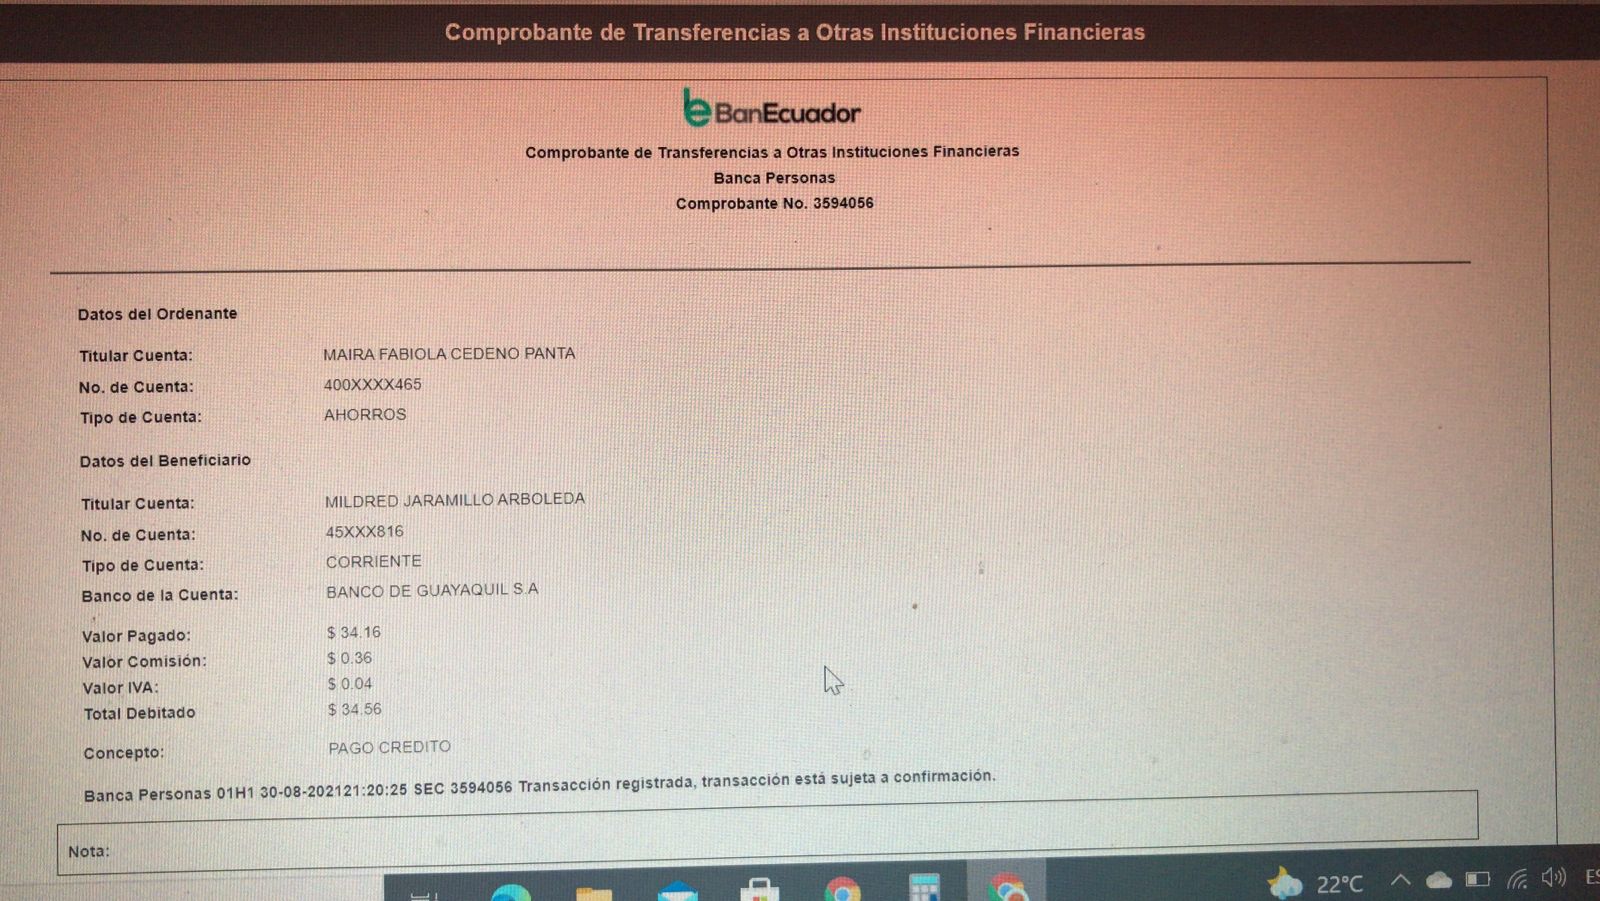 Comprobante de Transferencias a Otras Instituciones Financieras
BanEcuador
Comprobante de Transferencias a Otras Instituciones Financieras
Banca Personas
Comprobante No. 3594056
Datos del Ordenante
Titular Cuenta: MAIRA FABIOLA CEDENO PANTA
No. de Cuenta: 400XXXX465
Tipo de Cuenta: AHORROS
Datos del Beneficiario
Titular Cuenta: MILDRED JARAMILLO ARBOLEDA
No. de Cuenta: 45XXX816
Tipo de Cuenta: CORRIENTE
Banco de la Cuenta: BANCO DE GUAYAQUIL S.A
Valor Pagado: $ 34.16
Valor Comisión: $ 0.36
Valor IVA: $ 0.04
Total Debitado $ 34.56
Concepto: PAGO CREDITO
Banca Personas 01H1 30-08-202121:20:25 SEC 3594056 Transacción registrada, transacción está sujeta a confirmación.
Nota:
22°C ES